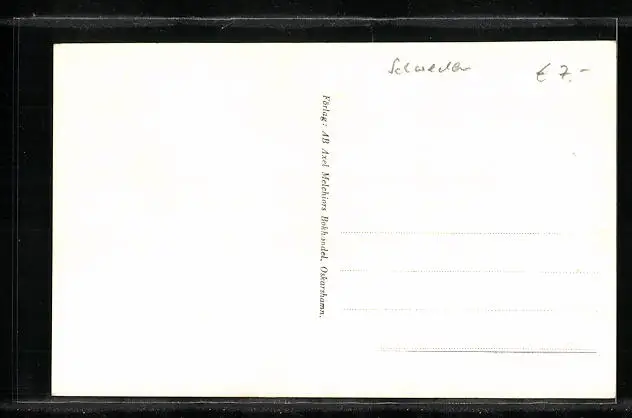 Schweden
€ 7.-
Förlag: AB Axel Melchiors Bokhandel, Oskarshamn.